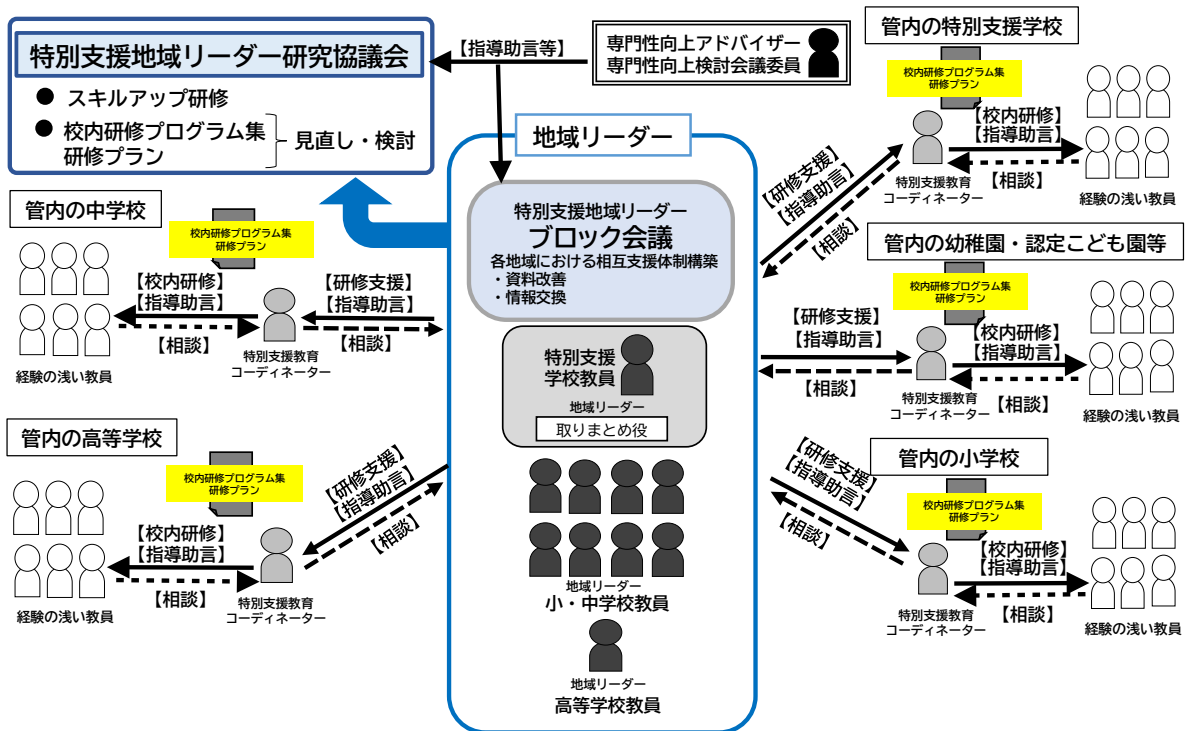 特別支援地域リーダー研究協議会
● スキルアップ研修
● 校内研修プログラム集
研修プラン
見直し・検討
【指導助言等】
専門性向上アドバイザー
専門性向上検討会議委員
地域リーダー
特別支援地域リーダー
ブロック会議
各地域における相互支援体制構築
・資料改善
・情報交換
特別支援
学校教員
地域リーダー
取りまとめ役
地域リーダー
小・中学校教員
地域リーダー
高等学校教員
管内の中学校
校内研修プログラム集
研修プラン
【校内研修】
【指導助言】
【相談】
【研修支援】
【指導助言】
【相談】
特別支援教育
コーディネーター
経験の浅い教員
管内の高等学校
校内研修プログラム集
研修プラン
【校内研修】
【指導助言】
【相談】
【研修支援】
【指導助言】
【相談】
特別支援教育
コーディネーター
経験の浅い教員
管内の特別支援学校
校内研修プログラム集
研修プラン
【校内研修】
【指導助言】
【相談】
【研修支援】
【指導助言】
【相談】
特別支援教育
コーディネーター
経験の浅い教員
管内の幼稚園・認定こども園等
校内研修プログラム集
研修プラン
【研修支援】
【指導助言】
【相談】
【校内研修】
【指導助言】
【相談】
特別支援教育
コーディネーター
経験の浅い教員
管内の小学校
校内研修プログラム集
研修プラン
【研修支援】
【指導助言】
【相談】
【校内研修】
【指導助言】
【相談】
特別支援教育
コーディネーター
経験の浅い教員